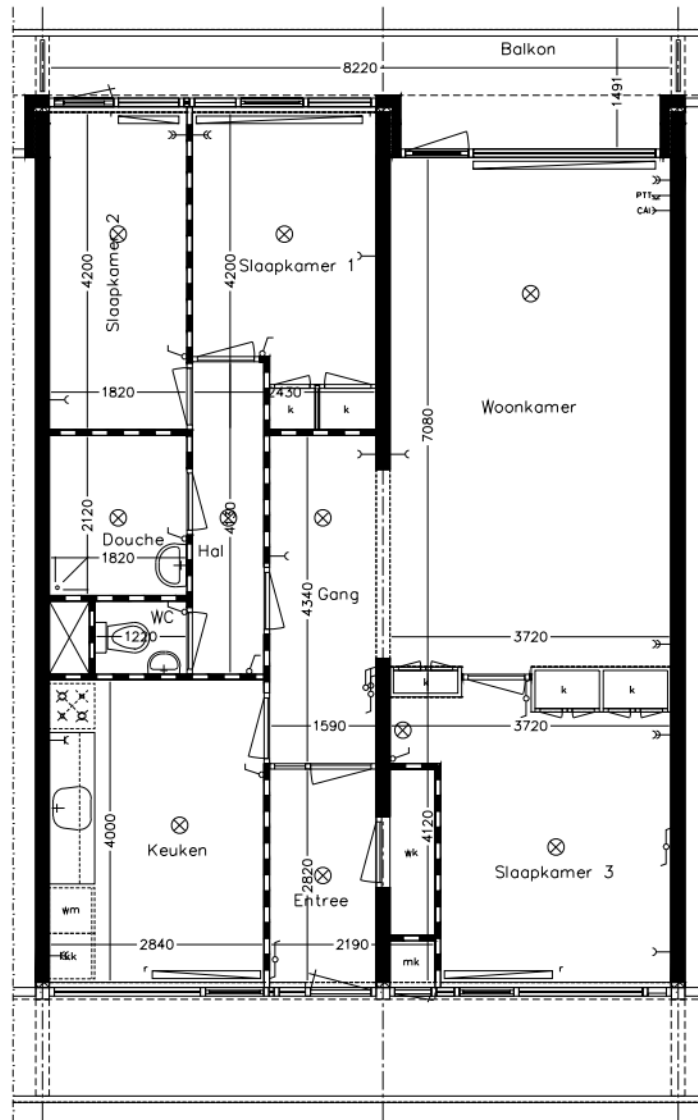 Balkon
8220
1491
PTT
CAI
Slaapkamer 2
4200
Slaapkamer 1
4200
1820
2430
k
k
Woonkamer
7080
2120
Douche
1820
Hal
4130
Gang
4340
WC
1220
3720
k
k
k
1590
3720
4000
Keuken
2820
Entree
wk
4120
Slaapkamer 3
wm
kk
2840
2190
mk
r
r